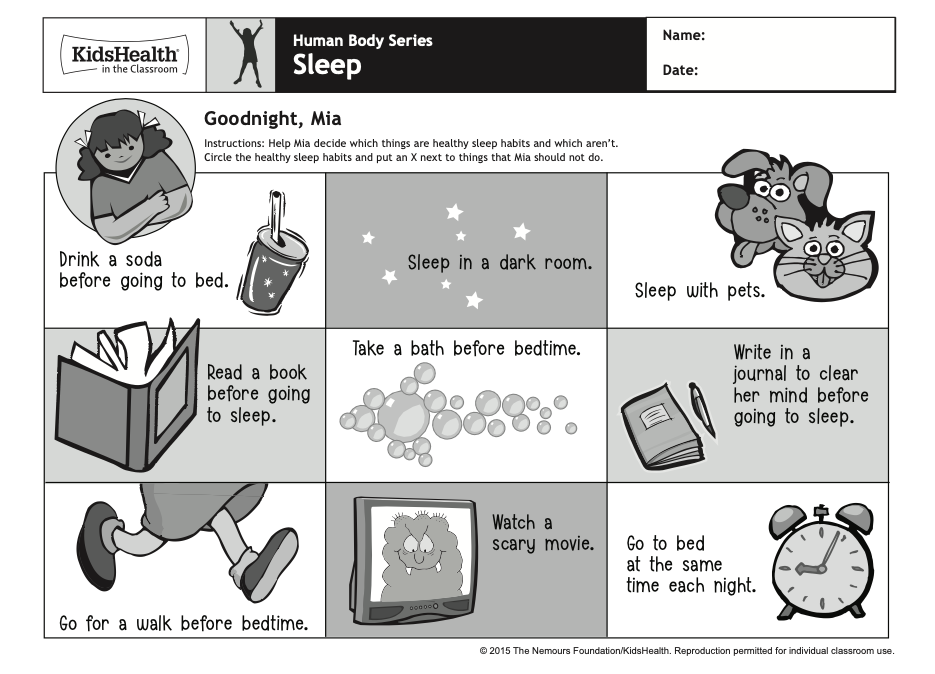 KidsHealth®
in the Classroom
Human Body Series
Sleep
Name:
Date:
Goodnight, Mia
Instructions: Help Mia decide which things are healthy sleep habits and which aren't.
Circle the healthy sleep habits and put an X next to things that Mia should not do.
Drink a soda
before going to bed.
Sleep in a dark room.
Sleep with pets.
Read a book
before going
to sleep.
Take a bath before bedtime.
Write in a
journal to clear
her mind before
going to sleep.
Go for a walk before bedtime.
Watch a
scary movie.
Go to bed
at the same
time each night.
© 2015 The Nemours Foundation/KidsHealth. Reproduction permitted for individual classroom use.